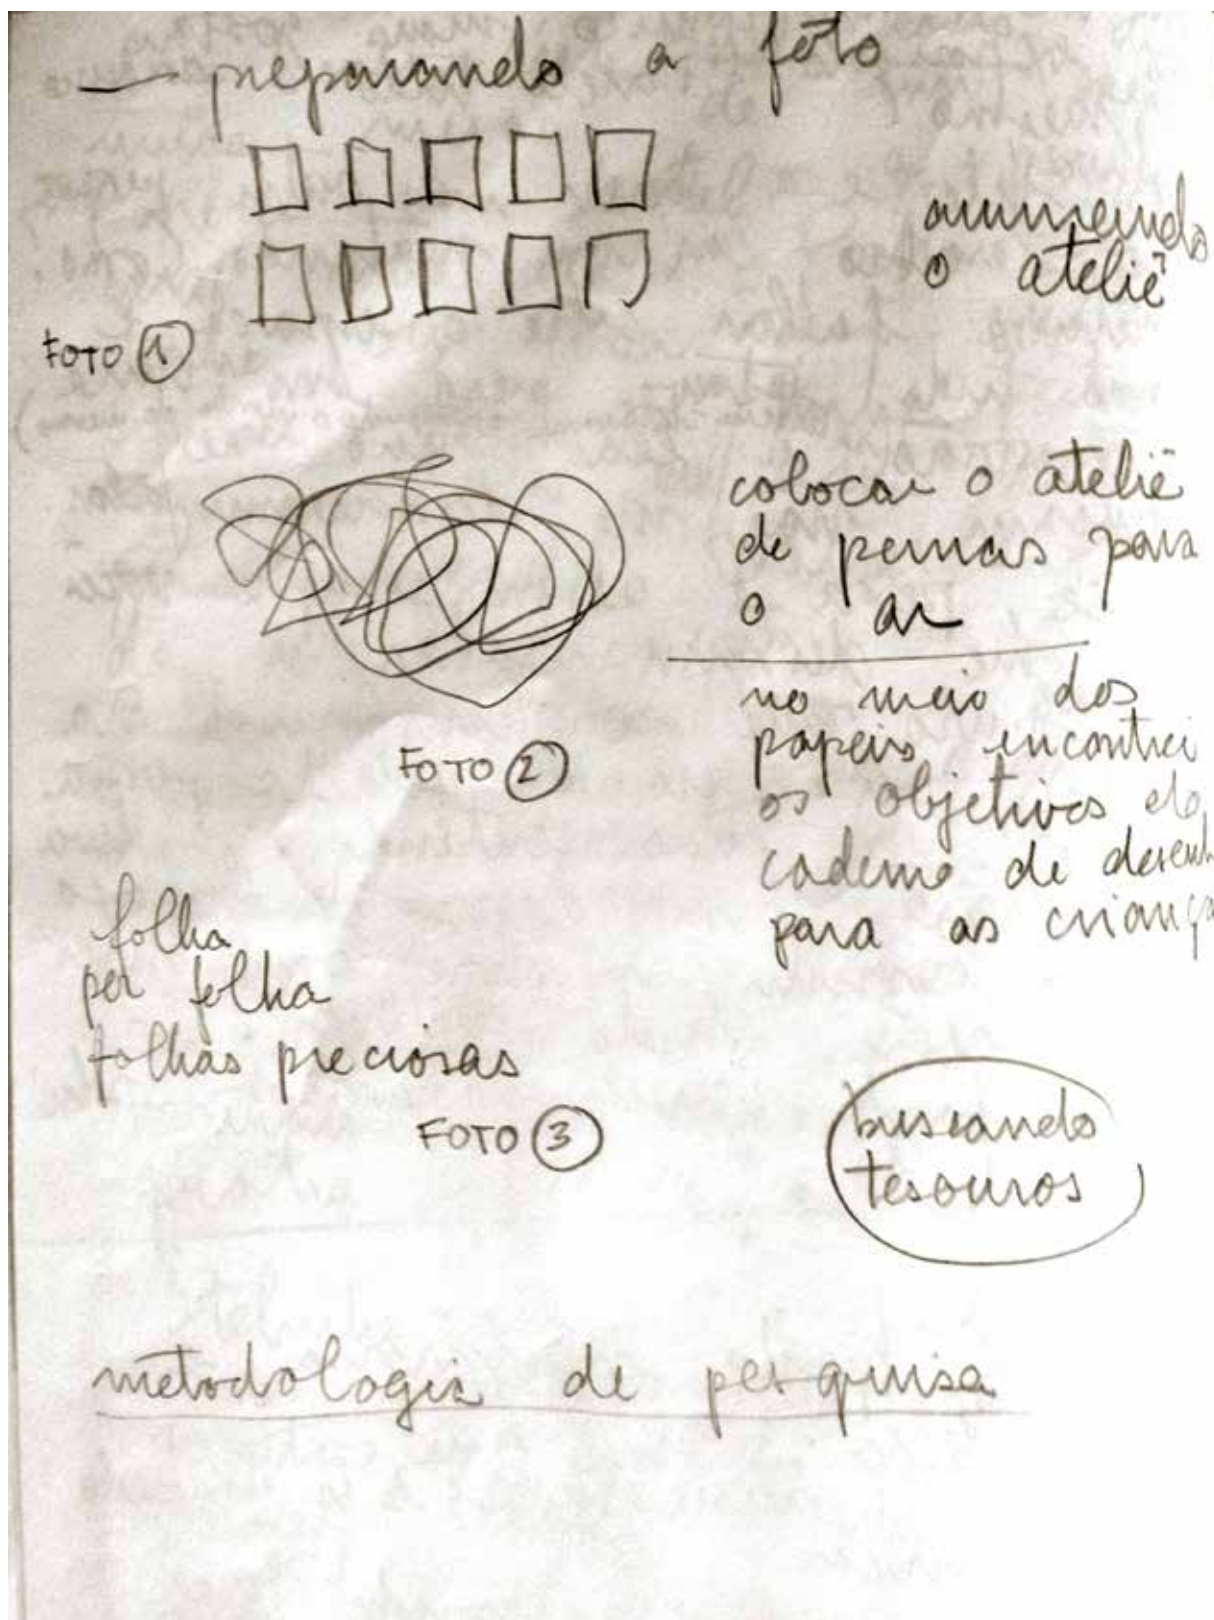 — preparando a foto
arrumando
o ateliê
FOTO 1
colocar o ateliê
de pernas para
o ar
no meio dos
papeis encontrei
os objetivos do
caderno de desenh
para as criança
FOTO 2
folha
por folha
folhas preciosas
FOTO 3
buscando
tesouros
metodologia de pesquisa